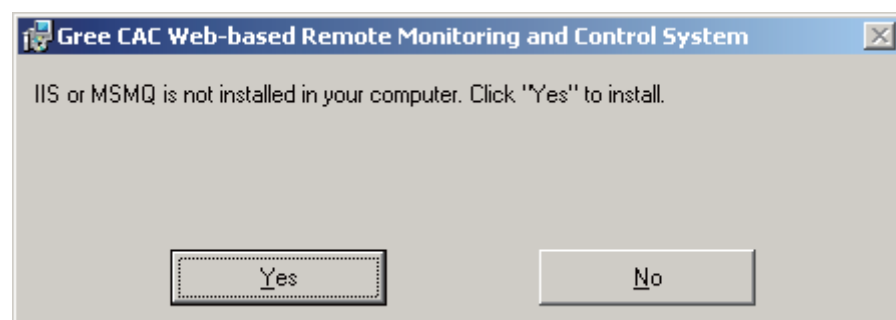 Gree CAC Web-based Remote Monitoring and Control System
IIS or MSMQ is not installed in your computer. Click "Yes" to install.
Yes
No